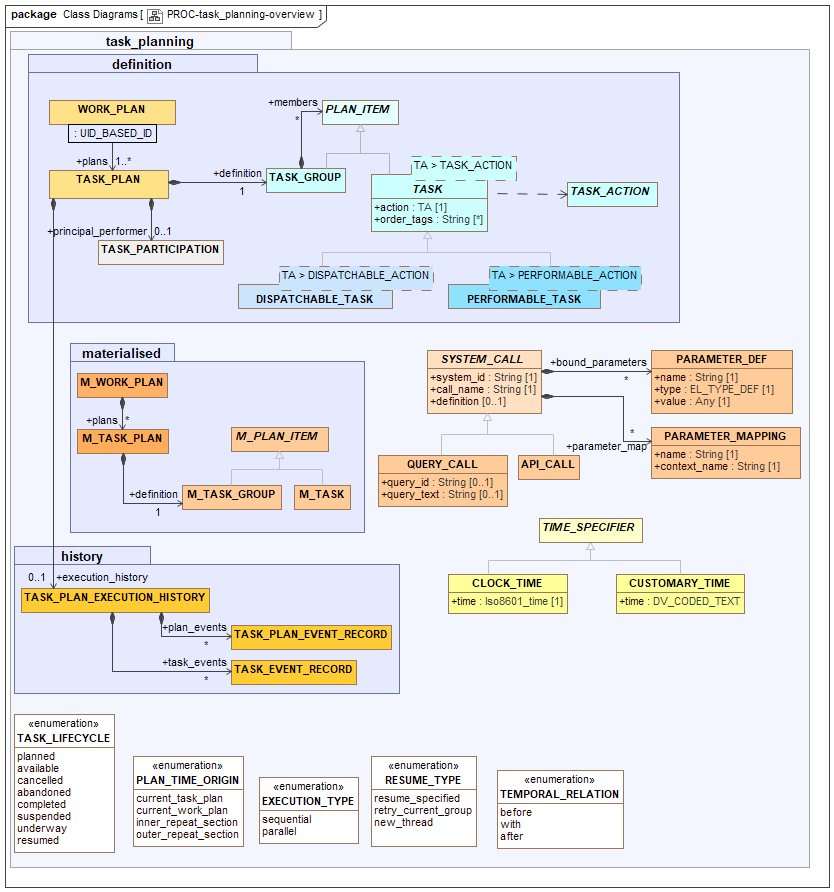 package Class Diagrams [ PROC-task_planning-overview ]
task_planning
definition
WORK_PLAN
: UID_BASED_ID
+plans 1..*
TASK_PLAN
+definition
1
+members
*
PLAN_ITEM
TASK_GROUP
TA > TASK_ACTION
TASK
+action : TA [1]
+order_tags : String [*]
TASK_ACTION
+principal_performer 0..1
TASK_PARTICIPATION
TA > DISPATCHABLE_ACTION
DISPATCHABLE_TASK
TA > PERFORMABLE_ACTION
PERFORMABLE_TASK
materialised
M_WORK_PLAN
+plans *
M_TASK_PLAN
+definition
1
M_PLAN_ITEM
M_TASK_GROUP
M_TASK
SYSTEM_CALL
+system_id : String [1]
+call_name : String [1]
+definition [0..1]
+bound_parameters
*
PARAMETER_DEF
+name : String [1]
+type : EL_TYPE_DEF [1]
+value : Any [1]
*
+parameter_map
PARAMETER_MAPPING
+name : String [1]
+context_name : String [1]
QUERY_CALL
+query_id : String [0..1]
+query_text : String [0..1]
API_CALL
TIME_SPECIFIER
CLOCK_TIME
+time : Iso8601_time [1]
CUSTOMARY_TIME
+time : DV_CODED_TEXT
history
0..1 +execution_history
TASK_PLAN_EXECUTION_HISTORY
+plan_events
*
TASK_PLAN_EVENT_RECORD
+task_events
*
TASK_EVENT_RECORD
«enumeration»
TASK_LIFECYCLE
planned
available
cancelled
abandoned
completed
suspended
underway
resumed
«enumeration»
PLAN_TIME_ORIGIN
current_task_plan
current_work_plan
inner_repeat_section
outer_repeat_section
«enumeration»
EXECUTION_TYPE
sequential
parallel
«enumeration»
RESUME_TYPE
resume_specified
retry_current_group
new_thread
«enumeration»
TEMPORAL_RELATION
before
with
after